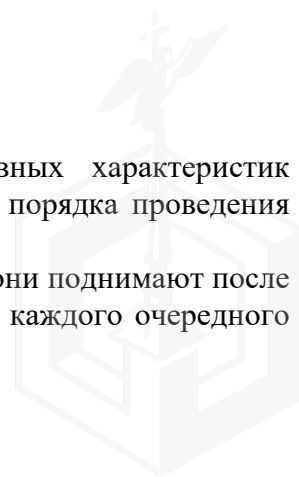 вных характеристик
порядка проведения
они поднимают после
каждого очередного